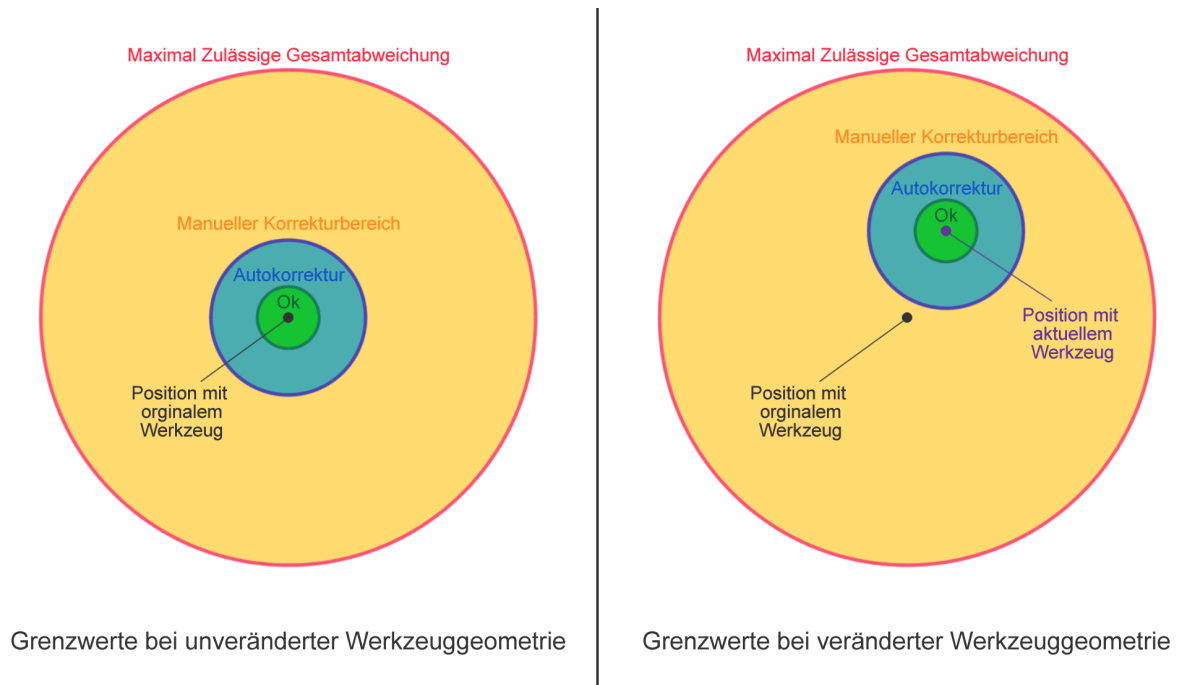 Maximal Zulässige Gesamtabweichung
Manueller Korrekturbereich
Autokorrektur
Ok
Position mit
orginalem
Werkzeug
Grenzwerte bei unveränderter Werkzeuggeometrie
Maximal Zulässige Gesamtabweichung
Manueller Korrekturbereich
Autokorrektur
Ok
Position mit
aktuellem
Werkzeug
Position mit
orginalem
Werkzeug
Grenzwerte bei veränderter Werkzeuggeometrie